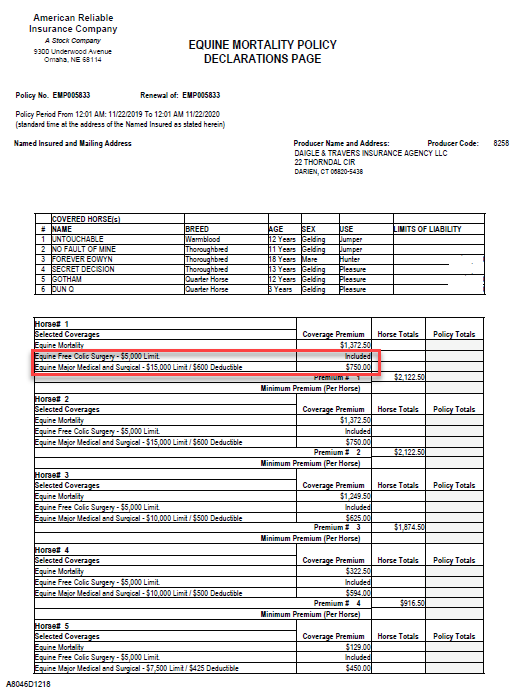 American Reliable
Insurance Company
A Stock Company
9300 Underwood Avenue
Omaha, NE 68114
EQUINE MORTALITY POLICY
DECLARATIONS PAGE
Policy No. EMP005833 Renewal of: EMP005833
Policy Period From 12:01 AM: 11/22/2019 To 12:01 AM 11/22/2020
(standard time at the address of the Named Insured as stated herein)
Named Insured and Mailing Address Producer Name and Address: Producer Code: 8258
DAIGLE & TRAVERS INSURANCE AGENCY LLC
22 THORNDAL CIR
DARIEN, CT 06820-5438
COVERED HORSE(s)
# NAME BREED AGE SEX USE LIMITS OF LIABILITY
1 UNTOUCHABLE Warmblood 12 Years Gelding Jumper
2 NO FAULT OF MINE Thoroughbred 11 Years Gelding Jumper
3 FOREVER EOWYN Thoroughbred 18 Years Mare Hunter
4 SECRET DECISION Thoroughbred 13 Years Gelding Pleasure
5 GOTHAM Quarter Horse 12 Years Gelding Pleasure
6 DUN Q Quarter Horse 3 Years Gelding Pleasure
Horse# 1
Selected Coverages Coverage Premium Horse Totals Policy Totals
Equine Mortality $1,372.50
Equine Free Colic Surgery - $5,000 Limit. Included
Equine Major Medical and Surgical - $15,000 Limit / $600 Deductible $750.00
Premium # 1 $2,122.50
Minimum Premium (Per Horse)
Horse# 2
Selected Coverages Coverage Premium Horse Totals Policy Totals
Equine Mortality $1,372.50
Equine Free Colic Surgery - $5,000 Limit. Included
Equine Major Medical and Surgical - $15,000 Limit / $600 Deductible $750.00
Premium # 2 $2,122.50
Minimum Premium (Per Horse)
Horse# 3
Selected Coverages Coverage Premium Horse Totals Policy Totals
Equine Mortality $1,249.50
Equine Free Colic Surgery - $5,000 Limit. Included
Equine Major Medical and Surgical - $10,000 Limit / $500 Deductible $625.00
Premium # 3 $1,874.50
Minimum Premium (Per Horse)
Horse# 4
Selected Coverages Coverage Premium Horse Totals Policy Totals
Equine Mortality $322.50
Equine Free Colic Surgery - $5,000 Limit. Included
Equine Major Medical and Surgical - $10,000 Limit / $500 Deductible $594.00
Premium # 4 $916.50
Minimum Premium (Per Horse)
Horse# 5
Selected Coverages Coverage Premium Horse Totals Policy Totals
Equine Mortality $129.00
Equine Free Colic Surgery - $5,000 Limit. Included
Equine Major Medical and Surgical - $7,500 Limit / $425 Deductible $450.00
A8046D1218